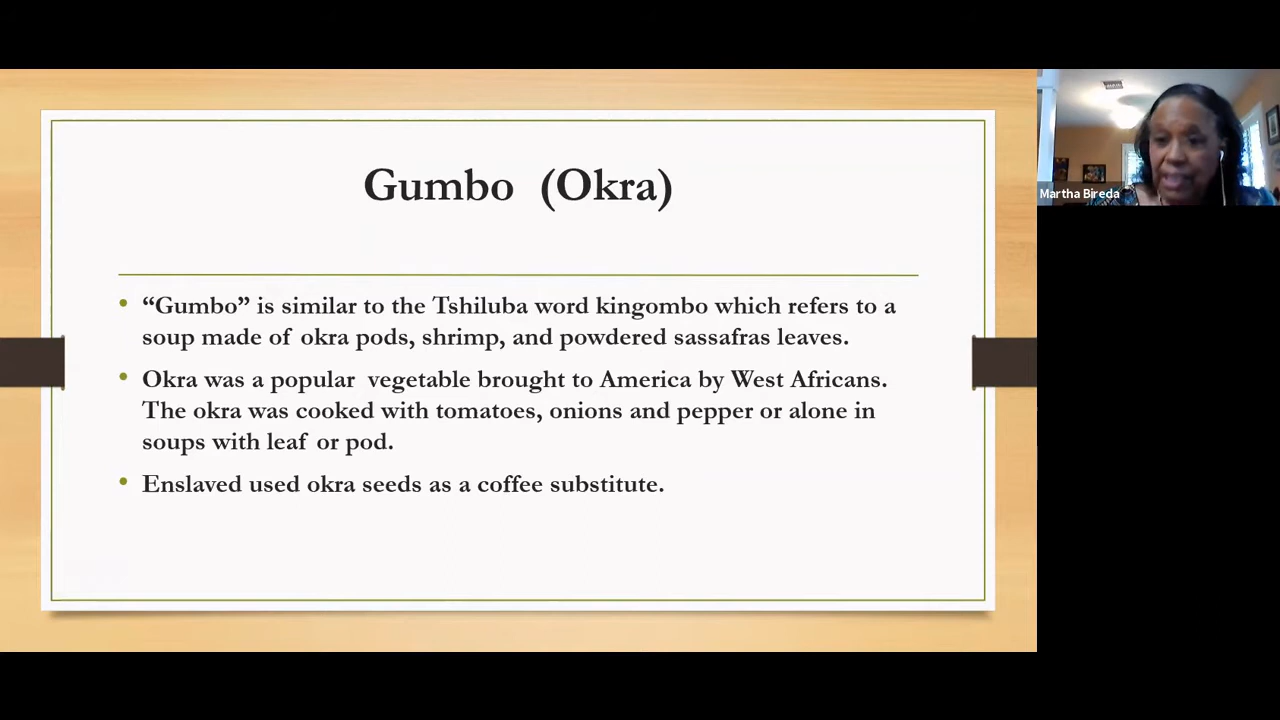 Gumbo (Okra)
“Gumbo” is similar to the Tshiluba word kingombo which refers to a
soup made of okra pods, shrimp, and powdered sassafras leaves.
Okra was a popular vegetable brought to America by West Africans.
The okra was cooked with tomatoes, onions and pepper or alone in
soups with leaf or pod.
Enslaved used okra seeds as a coffee substitute.
Martha Bireda